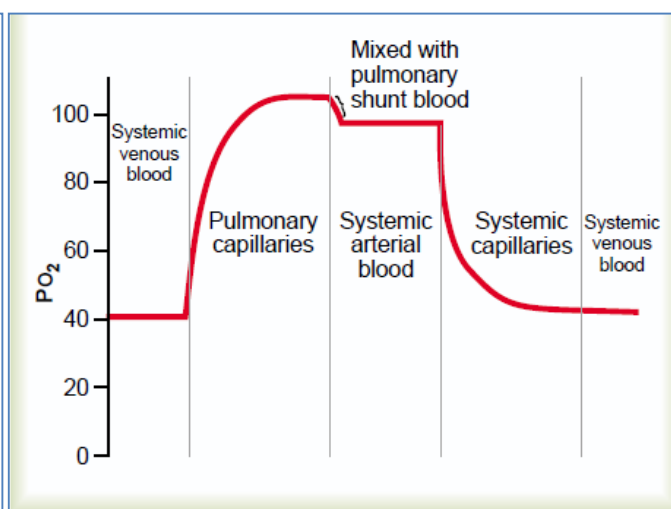 Mixed with
pulmonary
shunt blood
100
Systemic
venous
blood
80
Pulmonary
capillaries
Systemic
arterial
blood
Systemic
capillaries
Systemic
venous
blood
60
PO2
40
20
0